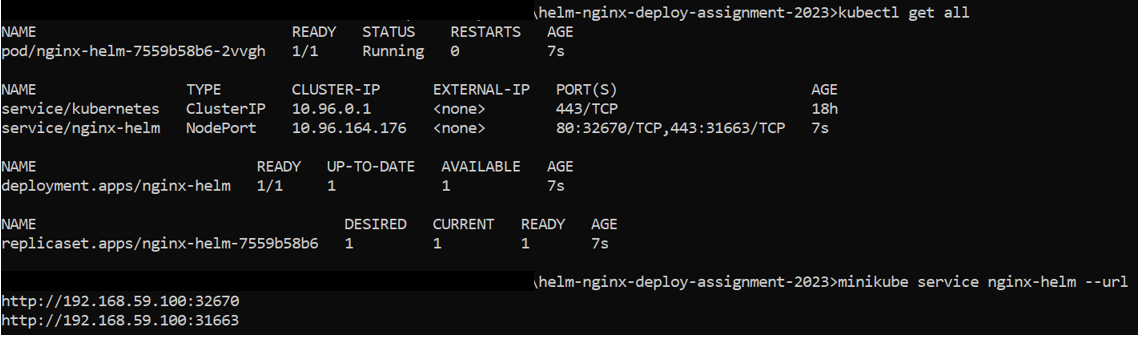 \helm-nginx-deploy-assignment-2023>kubectl get all
NAME READY STATUS RESTARTS AGE
pod/nginx-helm-7559b58b6-2vvgh 1/1 Running 0 7s
NAME TYPE CLUSTER-IP EXTERNAL-IP PORT(S) AGE
service/kubernetes ClusterIP 10.96.0.1 <none> 443/TCP 18h
service/nginx-helm NodePort 10.96.164.176 <none> 80:32670/TCP,443:31663/TCP 7s
NAME READY UP-TO-DATE AVAILABLE AGE
deployment.apps/nginx-helm 1/1 1 1 7s
NAME DESIRED CURRENT READY AGE
replicaset.apps/nginx-helm-7559b58b6 1 1 1 7s
\helm-nginx-deploy-assignment-2023>minikube service nginx-helm --url
http://192.168.59.100:32670
http://192.168.59.100:31663